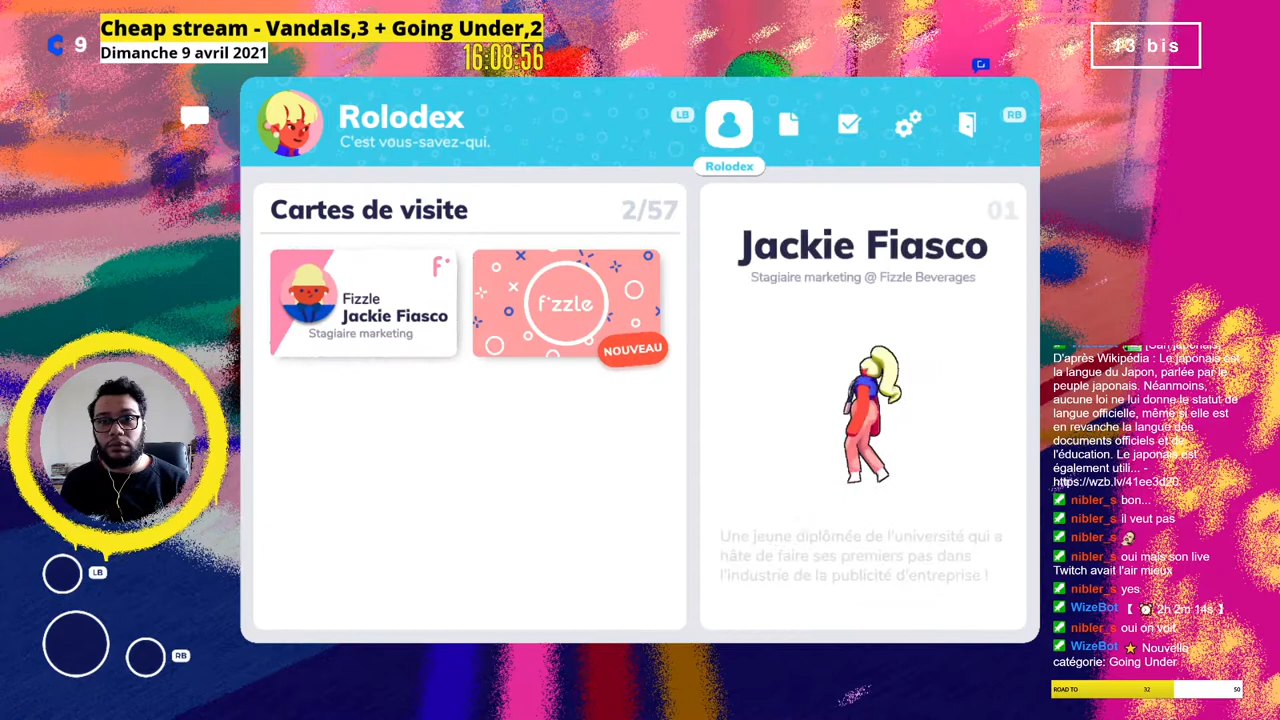 Cheap stream - Vandals,3 + Going Under,2
Dimanche 9 avril 2021
16:08:56
9
13 bis
Rolodex
C'est vous-savez-qui.
LB
RB
Rolodex
Cartes de visite
2/57
Fizzle
Jackie Fiasco
Stagiaire marketing
f·zzle
NOUVEAU
01
Jackie Fiasco
Stagiaire marketing @ Fizzle Beverages
Une jeune diplômée de l'université qui a
hâte de faire ses premiers pas dans
l'industrie de la publicité d'entreprise !
LB
RB
D'après Wikipédia : Le japonais est
la langue du Japon, parlée par le
peuple japonais. Néanmoins,
aucune loi ne lui donne le statut de
langue officielle, même si elle est
en revanche la langue des
documents officiels et de
l'éducation. Le japonais est
également utili... -
https://wzb.lv/41ee3d20.
nibler_s bon...
nibler_s il veut pas
nibler_s
nibler_s oui mais son live
Twitch avait l'air mieux
nibler_s yes
WizeBot 【 2h 2m 14s 】
nibler_s oui on voit
WizeBot Nouvelle
catégorie: Going Under
ROAD TO 32 50